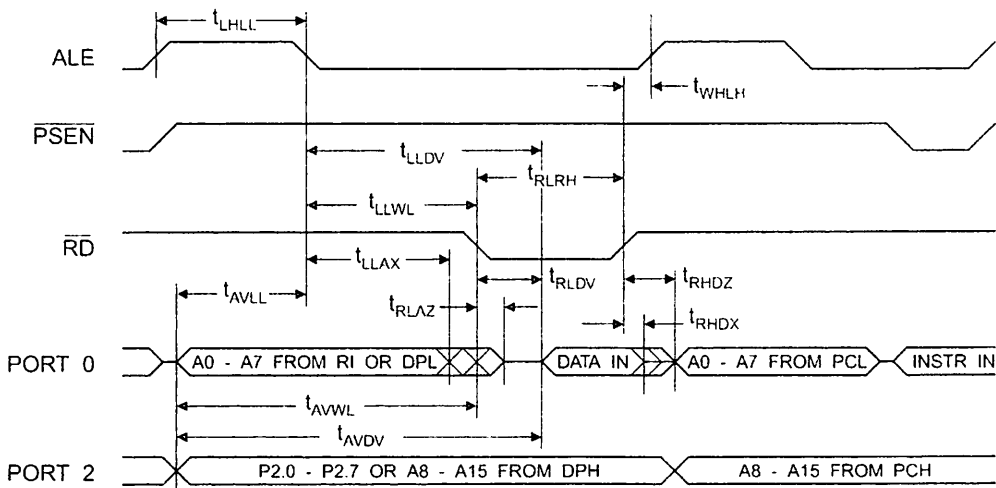 tLHLL
ALE
tWHLH
PSEN
tLLDV
tRLRH
tLLWL
RD
tLLAX
tRLDV
tRHDZ
tAVLL
tRLAZ
tRHDX
PORT 0
A0 - A7 FROM RI OR DPL
DATA IN
A0 - A7 FROM PCL
INSTR IN
tAVWL
tAVDV
PORT 2
P2.0 - P2.7 OR A8 - A15 FROM DPH
A8 - A15 FROM PCH